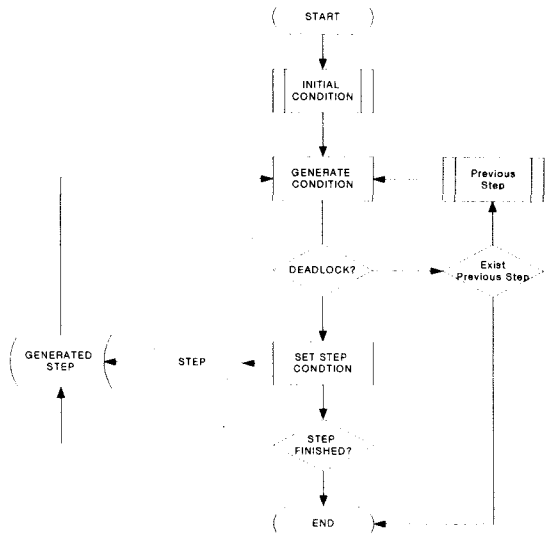 START
INITIAL
CONDITION
GENERATE
CONDITION
Previous
Step
DEADLOCK?
Exist
Previous Step
GENERATED
STEP
STEP
SET STEP
CONDTION
STEP
FINISHED?
END